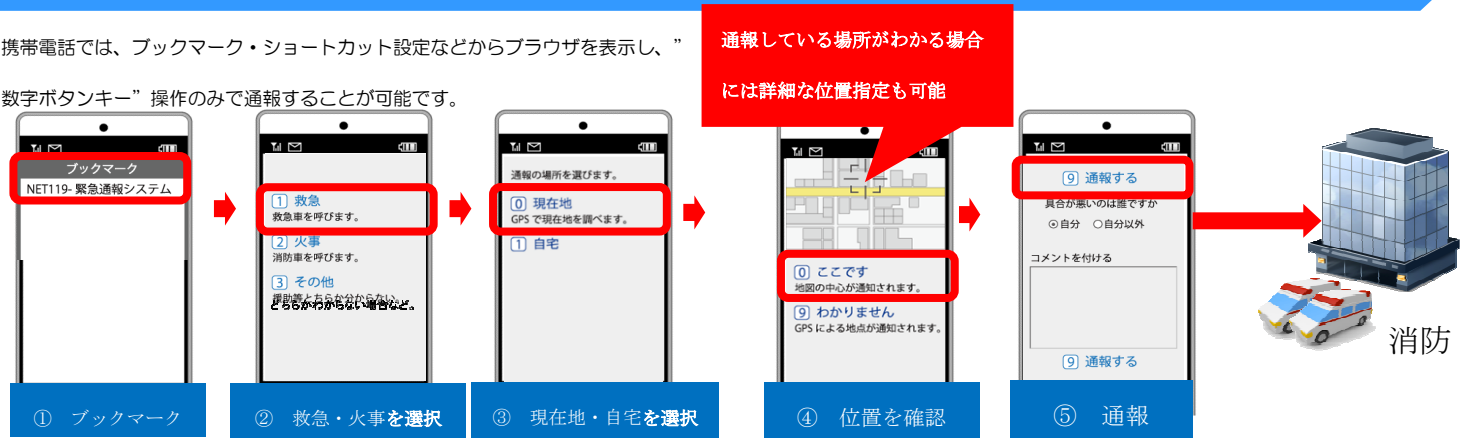 携帯電話では、ブックマーク・ショートカット設定などからブラウザを表示し、”
数字ボタンキー”操作のみで通報することが可能です。
通報している場所がわかる場合
には詳細な位置指定も可能
ブックマーク
NET119- 緊急通報システム
① ブックマーク
1 救急
救急車を呼びます。
2 火事
消防車を呼びます。
3 その他
どちらかわからない場合など。
② 救急・火事を選択
通報の場所を選びます。
0 現在地
GPS で現在地を調べます。
1 自宅
③ 現在地・自宅を選択
0 ここです
地図の中心が通知されます。
9 わかりません
GPS による地点が通知されます。
④ 位置を確認
9 通報する
具合が悪いのは誰ですか
自分 自分以外
コメントを付ける
9 通報する
⑤ 通報
消防